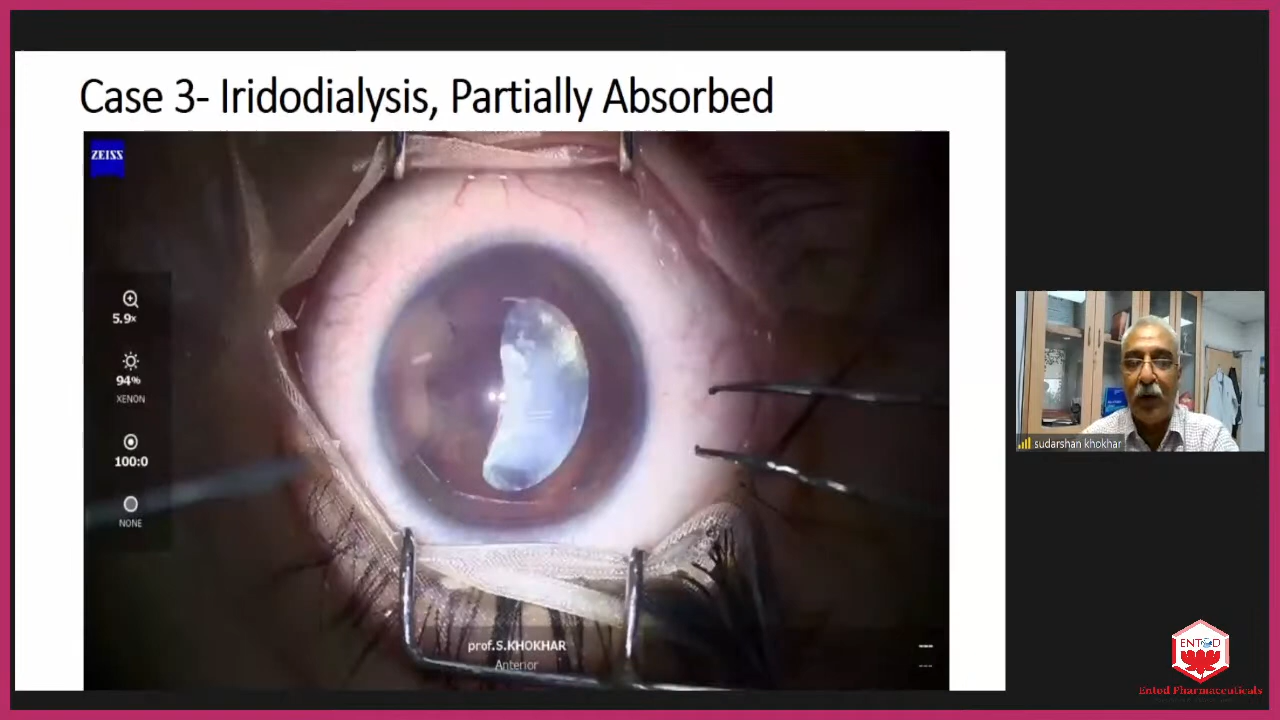 Case 3- Iridodialysis, Partially Absorbed
ZEISS
5.9x
94%
XENON
100:0
NONE
prof.S.KHOKHAR
Anterior
sudarshan khokhar
ENTOD
Entod Pharmaceuticals